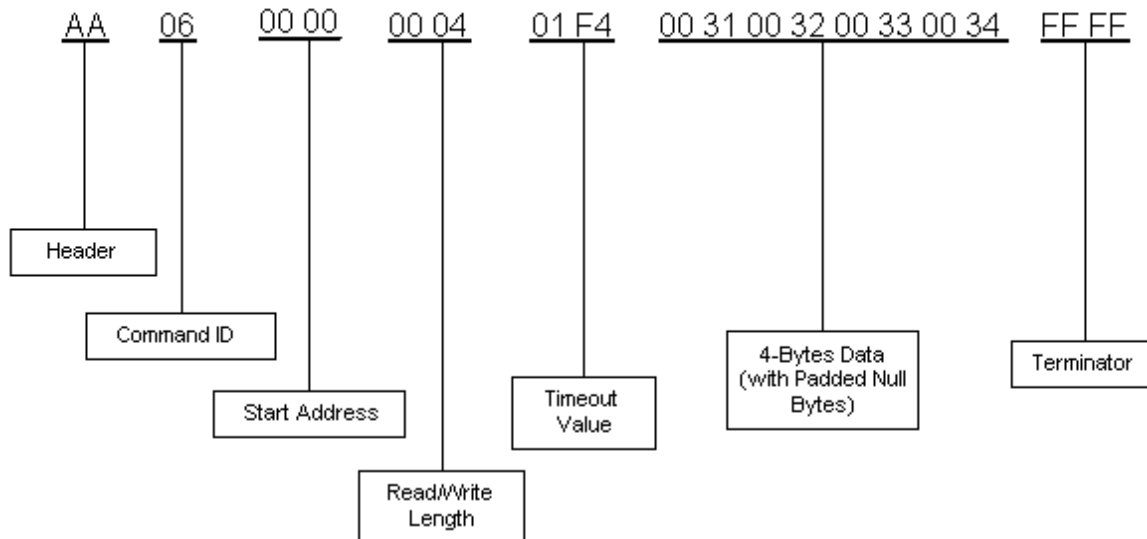 AA 06 00 00 00 04 01 F4 00 31 00 32 00 33 00 34 FF FF
Header
Command ID
Start Address
Read/Write
Length
Timeout
Value
4-Bytes Data
(with Padded Null
Bytes)
Terminator